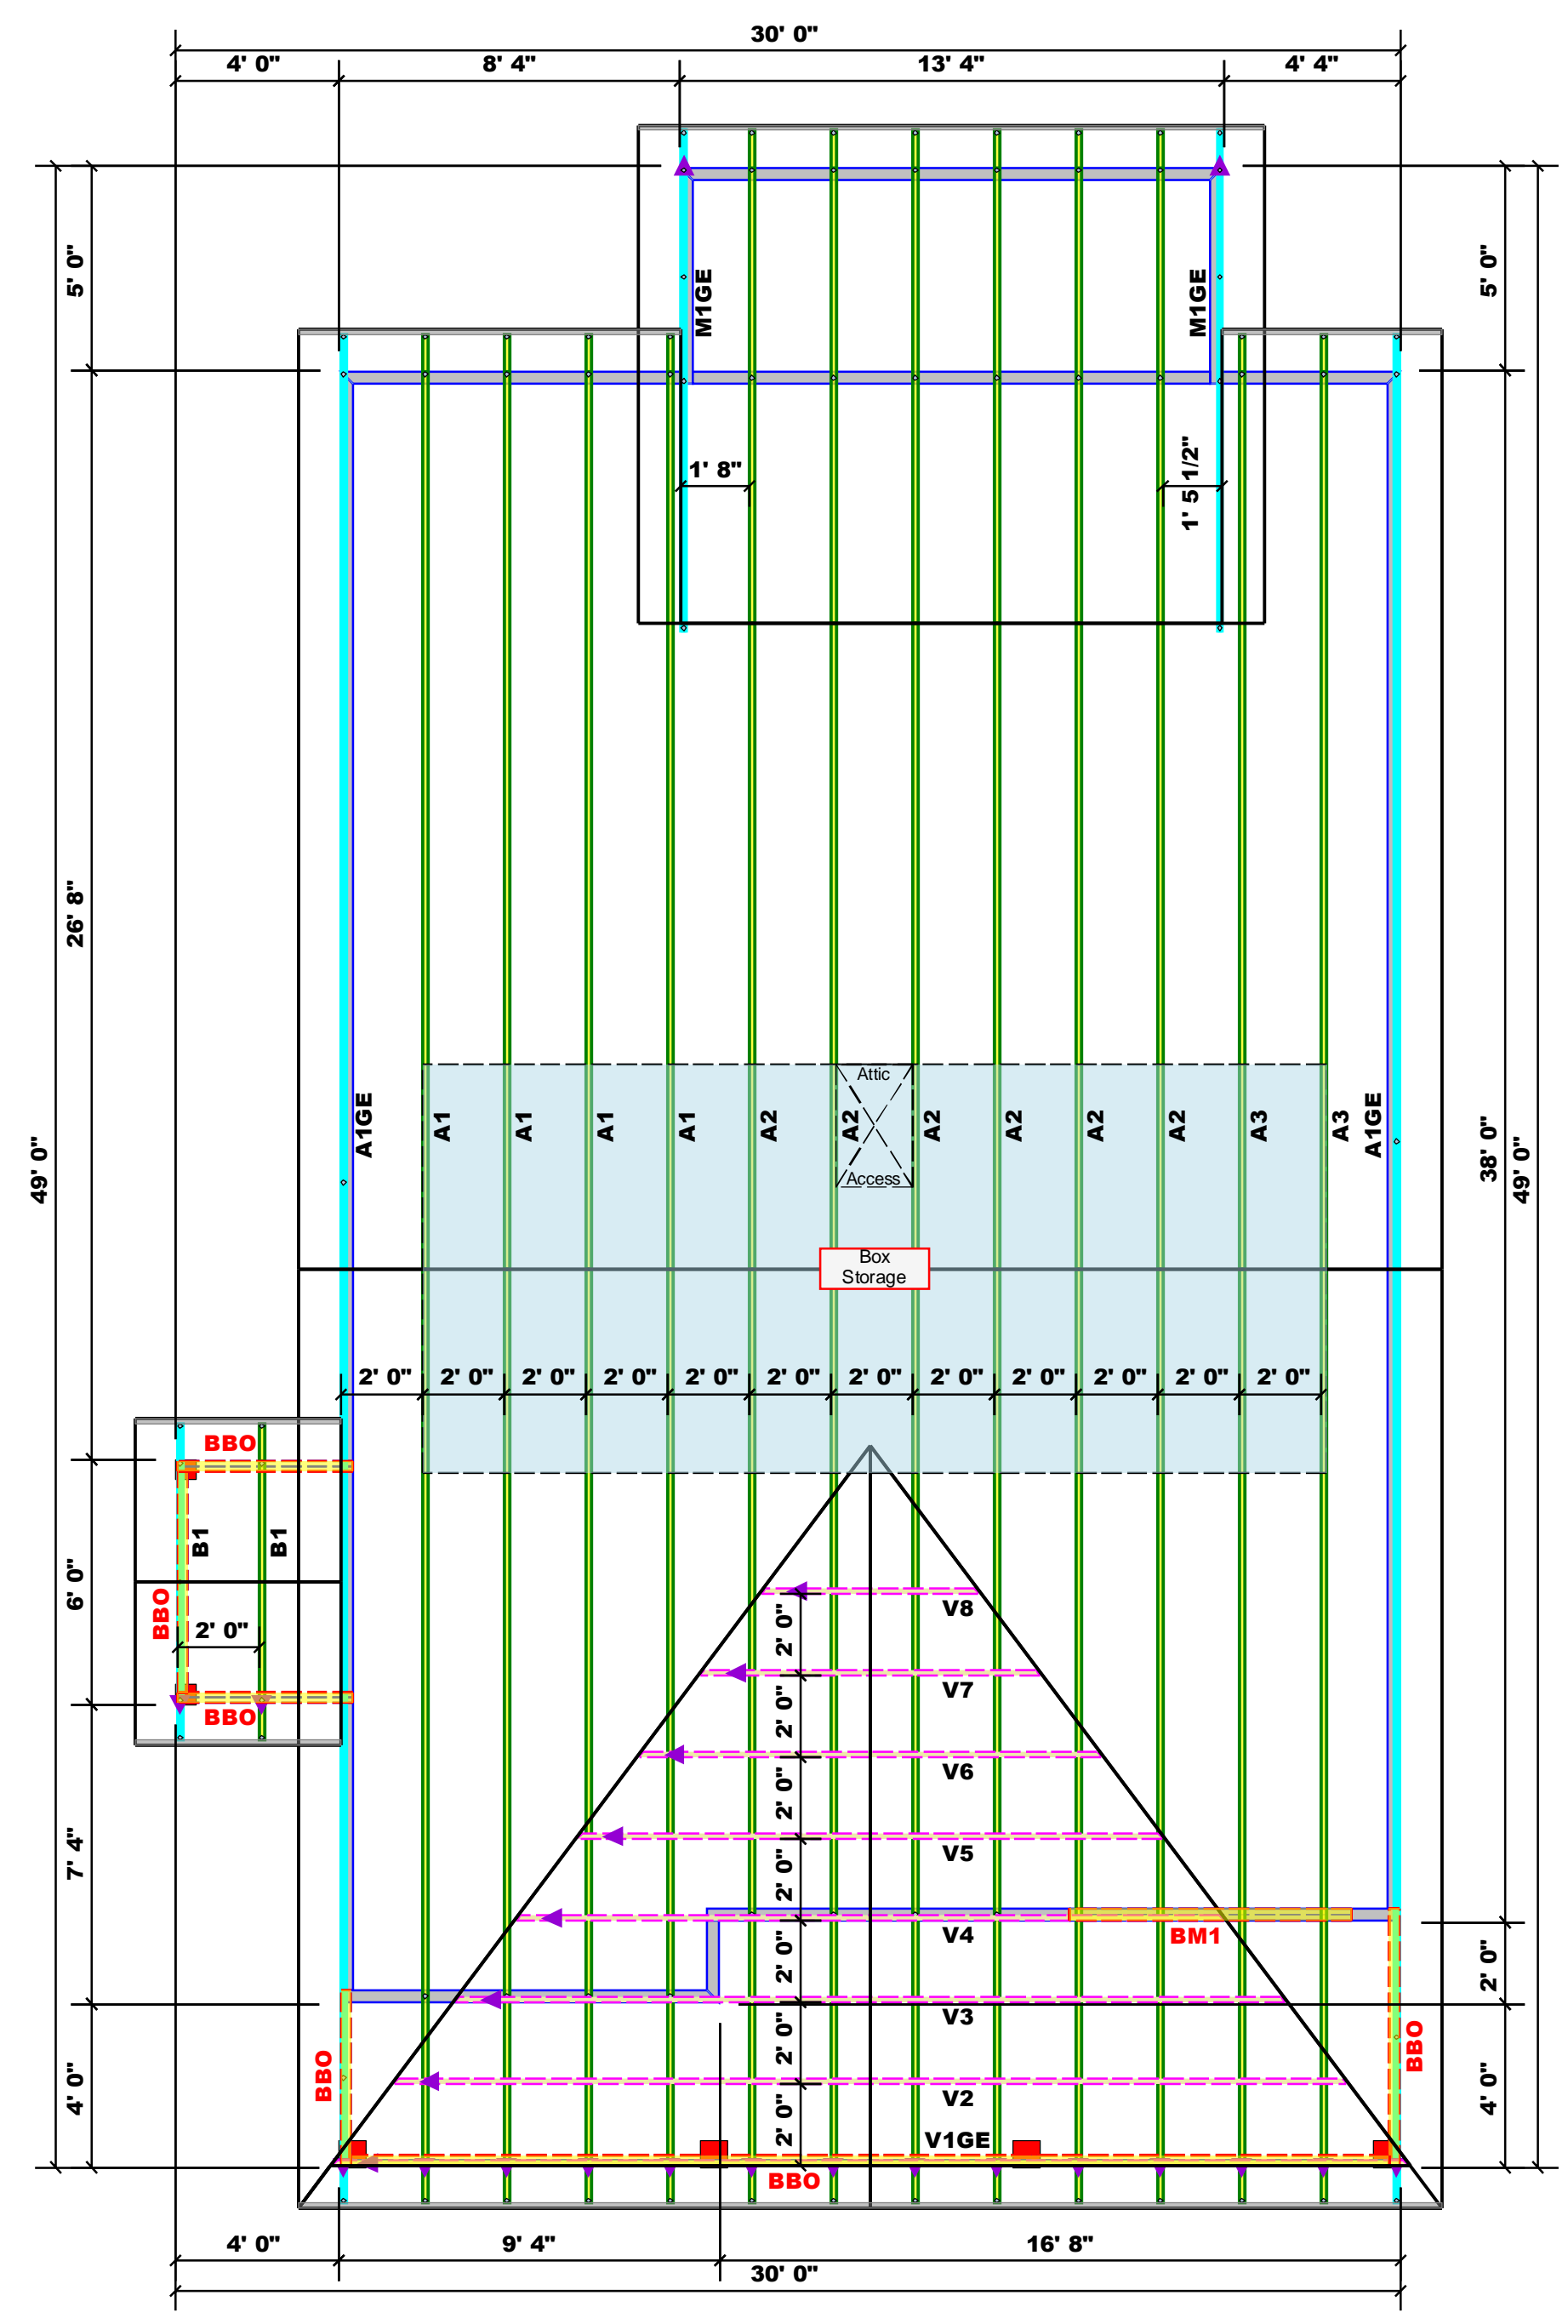 30' 0"
4' 0"
8' 4"
13' 4"
4' 4"
5' 0"
5' 0"
M1GE
M1GE
1' 8"
1' 5 1/2"
26' 8"
49' 0"
38' 0"
49' 0"
Attic
Access
A1GE
A1
A1
A1
A1
A2
A2
A2
A2
A2
A2
A3
A3
A1GE
Box
Storage
2' 0"
2' 0"
2' 0"
2' 0"
2' 0"
2' 0"
2' 0"
2' 0"
2' 0"
2' 0"
2' 0"
2' 0"
BBO
B1
B1
6' 0"
BBO
2' 0"
BBO
V8
2' 0"
V7
2' 0"
V6
2' 0"
V5
2' 0"
7' 4"
V4
BM1
2' 0"
2' 0"
V3
2' 0"
BBO
BBO
4' 0"
4' 0"
V2
2' 0"
V1GE
BBO
4' 0"
9' 4"
16' 8"
30' 0"